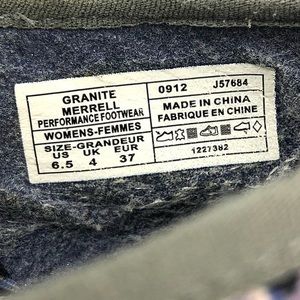 GRANITE
MERRELL
PERFORMANCE FOOTWEAR
WOMENS-FEMMES
SIZE-GRANDEUR
US UK EUR
6.5 4 37
0912 J57684
MADE IN CHINA
FABRIQUE EN CHINE
1227382